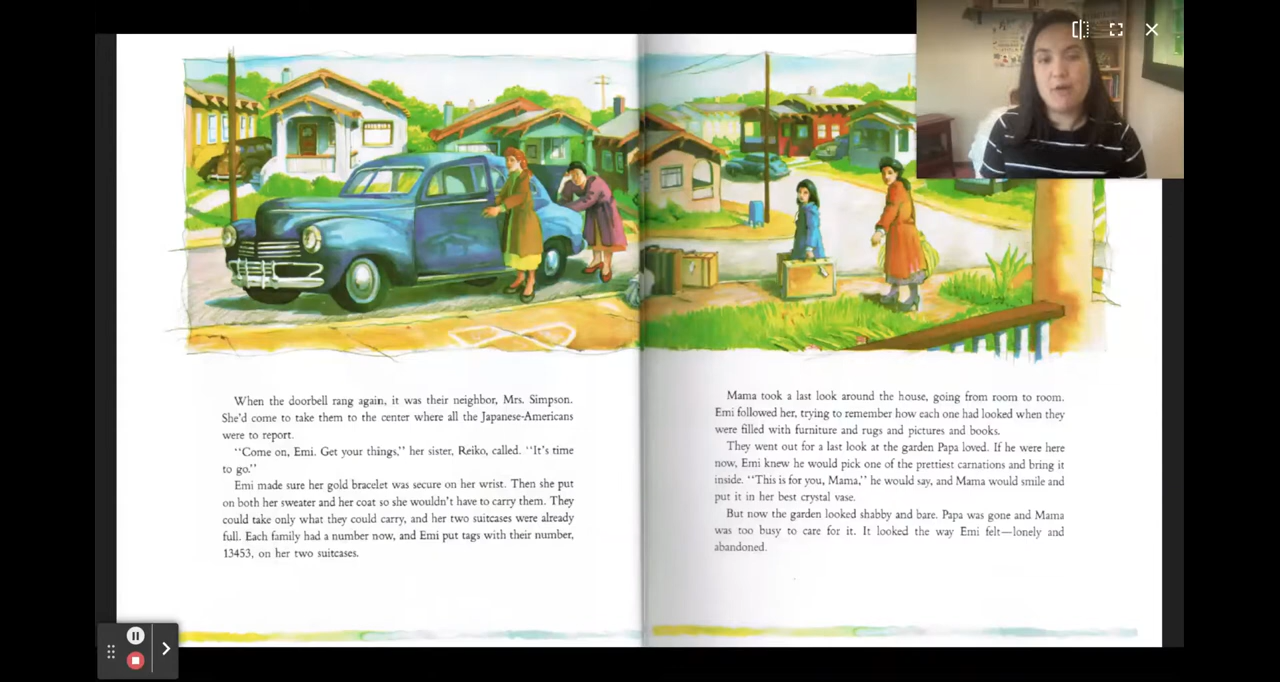 When the doorbell rang again, it was their neighbor, Mrs. Simpson.
She'd come to take them to the center where all the Japanese-Americans
were to report.
"Come on, Emi. Get your things," her sister, Reiko, called. "It's time
to go."
Emi made sure her gold bracelet was secure on her wrist. Then she put
on both her sweater and her coat so she wouldn't have to carry them. They
could take only what they could carry, and her two suitcases were already
full. Each family had a number now, and Emi put tags with their number,
13453, on her two suitcases.
Mama took a last look around the house, going from room to room.
Emi followed her, trying to remember how each one had looked when they
were filled with furniture and rugs and pictures and books.
They went out for a last look at the garden Papa loved. If he were here
now, Emi knew he would pick one of the prettiest carnations and bring it
inside. "This is for you, Mama," he would say, and Mama would smile and
put it in her best crystal vase.
But now the garden looked shabby and bare. Papa was gone and Mama
was too busy to care for it. It looked the way Emi felt—lonely and
abandoned.